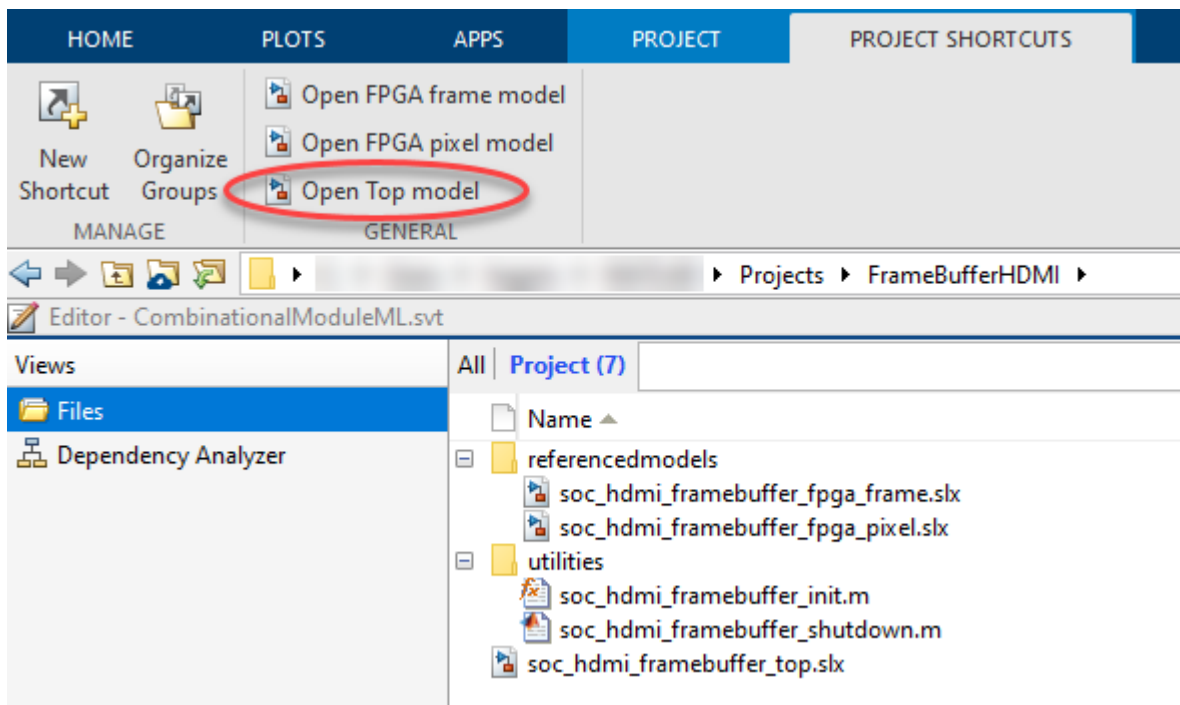 HOME PLOTS APPS PROJECT PROJECT SHORTCUTS
Open FPGA frame model
Open FPGA pixel model
New Organize
Shortcut Groups
Open Top model
MANAGE GENERAL
Projects FrameBufferHDMI
Editor - CombinationalModuleML.svt
Views
All Project (7)
Files
Name
Dependency Analyzer
referencedmodels
soc_hdmi_framebuffer_fpga_frame.slx
soc_hdmi_framebuffer_fpga_pixel.slx
utilities
soc_hdmi_framebuffer_init.m
soc_hdmi_framebuffer_shutdown.m
soc_hdmi_framebuffer_top.slx